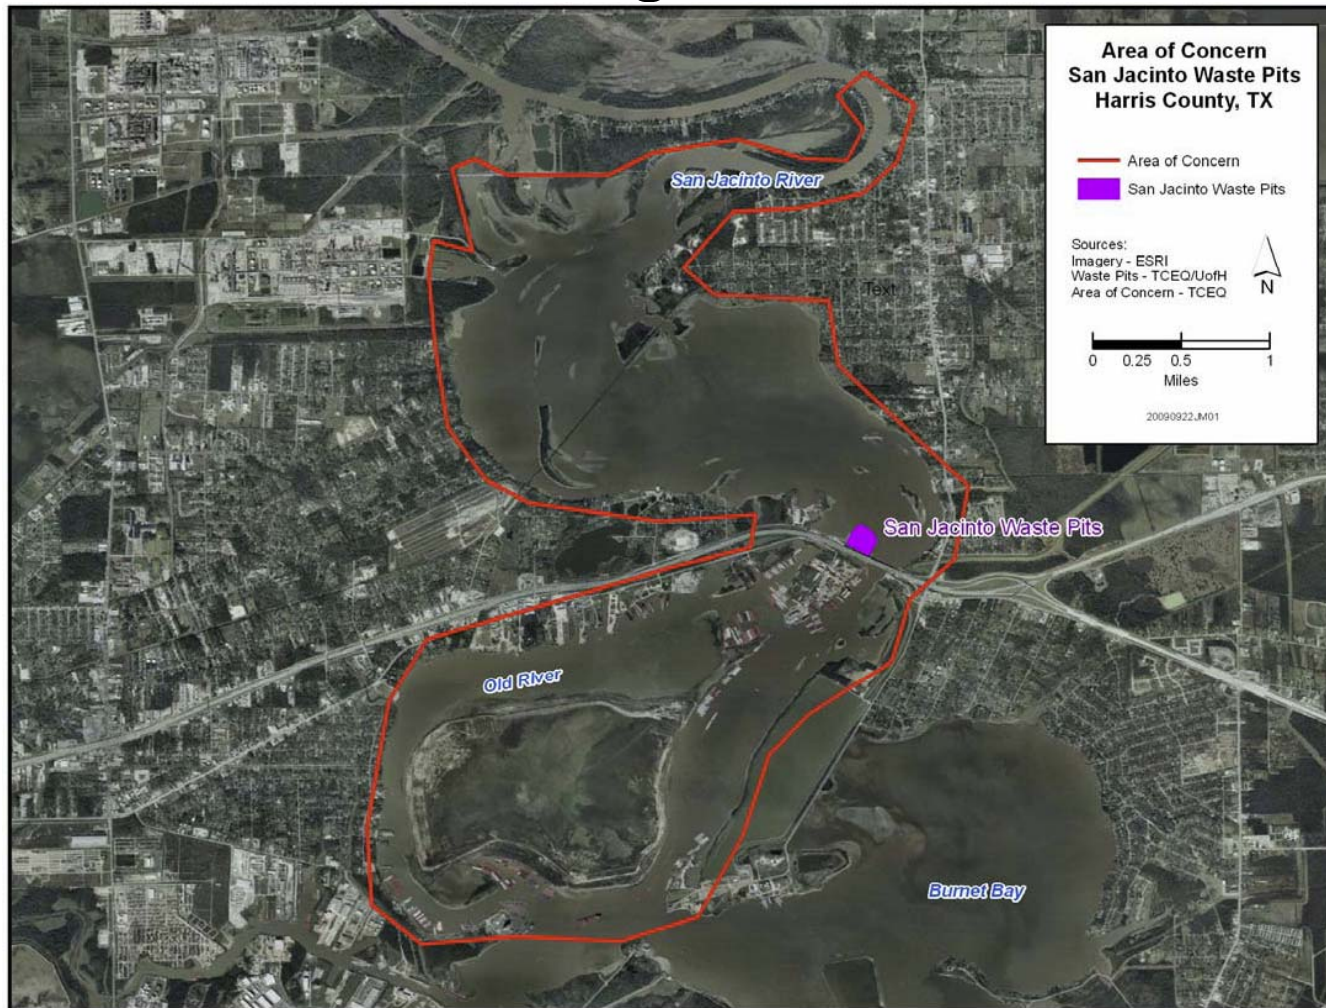 Area of Concern
San Jacinto Waste Pits
Harris County, TX
Area of Concern
San Jacinto Waste Pits
Sources:
Imagery - ESRI
Waste Pits - TCEQ/UofH
Area of Concern - TCEQ
N
0 0.25 0.5 1
Miles
20090922JM01
San Jacinto River
Text
San Jacinto Waste Pits
Old River
Burnet Bay